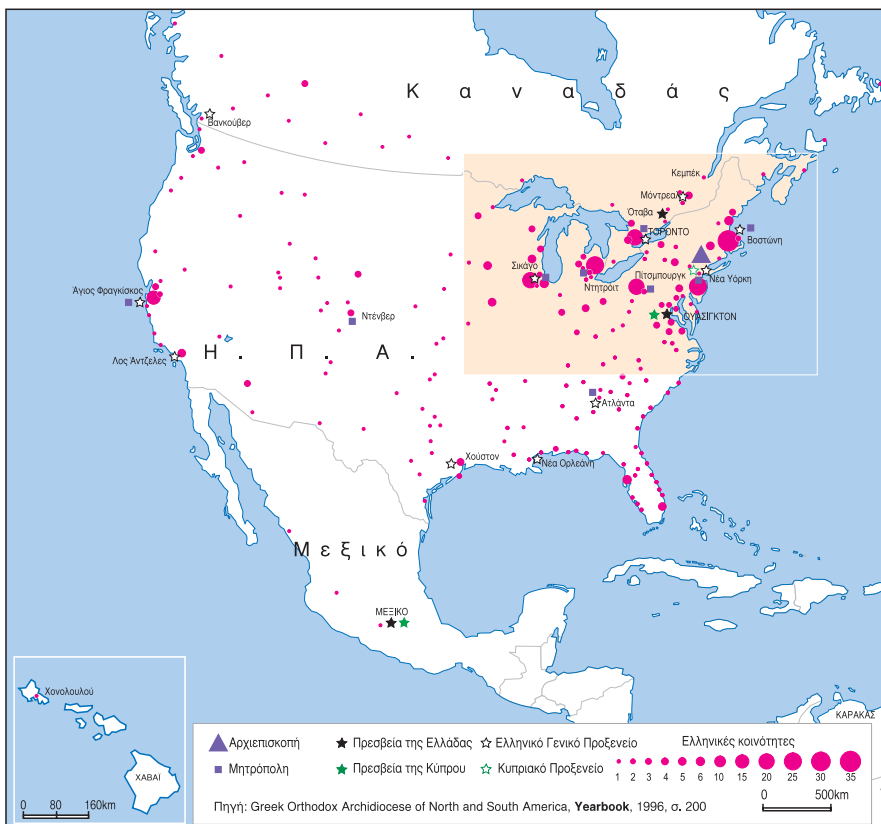 Καναδάς
Βανκούβερ
Κεμπέκ
Μόντρεαλ
Όταβα
ΤΟΡΟΝΤΟ
Βοστώνη
Σικάγο
Ντητρόιτ
Πίτσμπουργκ
Νέα Υόρκη
Άγιος Φραγκίσκος
Ντένβερ
ΟΥΑΣΙΓΚΤΟΝ
Λος Άντζελες
Η. Π. Α.
Ατλάντα
Χούστον
Νέα Ορλεάνη
Μεξικό
ΜΕΞΙΚΟ
Χονολουλού
ΧΑΒΑΪ
0 80 160km
ΚΑΡΑΚΑΣ
Αρχιεπισκοπή
Πρεσβεία της Ελλάδας
Ελληνικό Γενικό Προξενείο
Ελληνικές κοινότητες
Μητρόπολη
Πρεσβεία της Κύπρου
Κυπριακό Προξενείο
1 2 3 4 5 6 10 15 20 25 30 35
Πηγή: Greek Orthodox Archidiocese of North and South America, Yearbook, 1996, σ. 200
0 500km